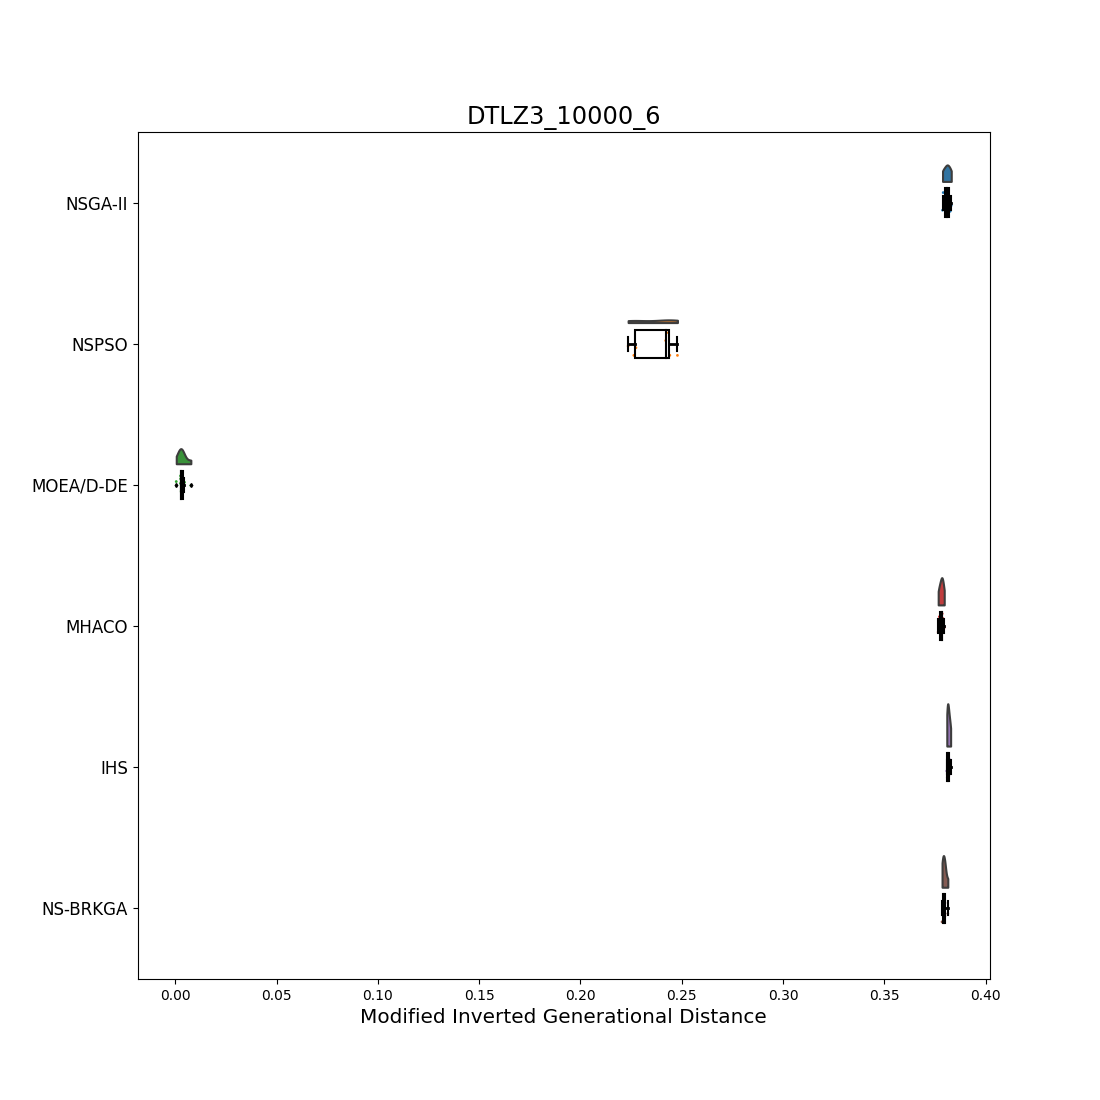 DTLZ3_10000_6
NSGA-II
NSPSO
MOEA/D-DE
MHACO
IHS
NS-BRKGA
0.00 0.05 0.10 0.15 0.20 0.25 0.30 0.35 0.40
Modified Inverted Generational Distance